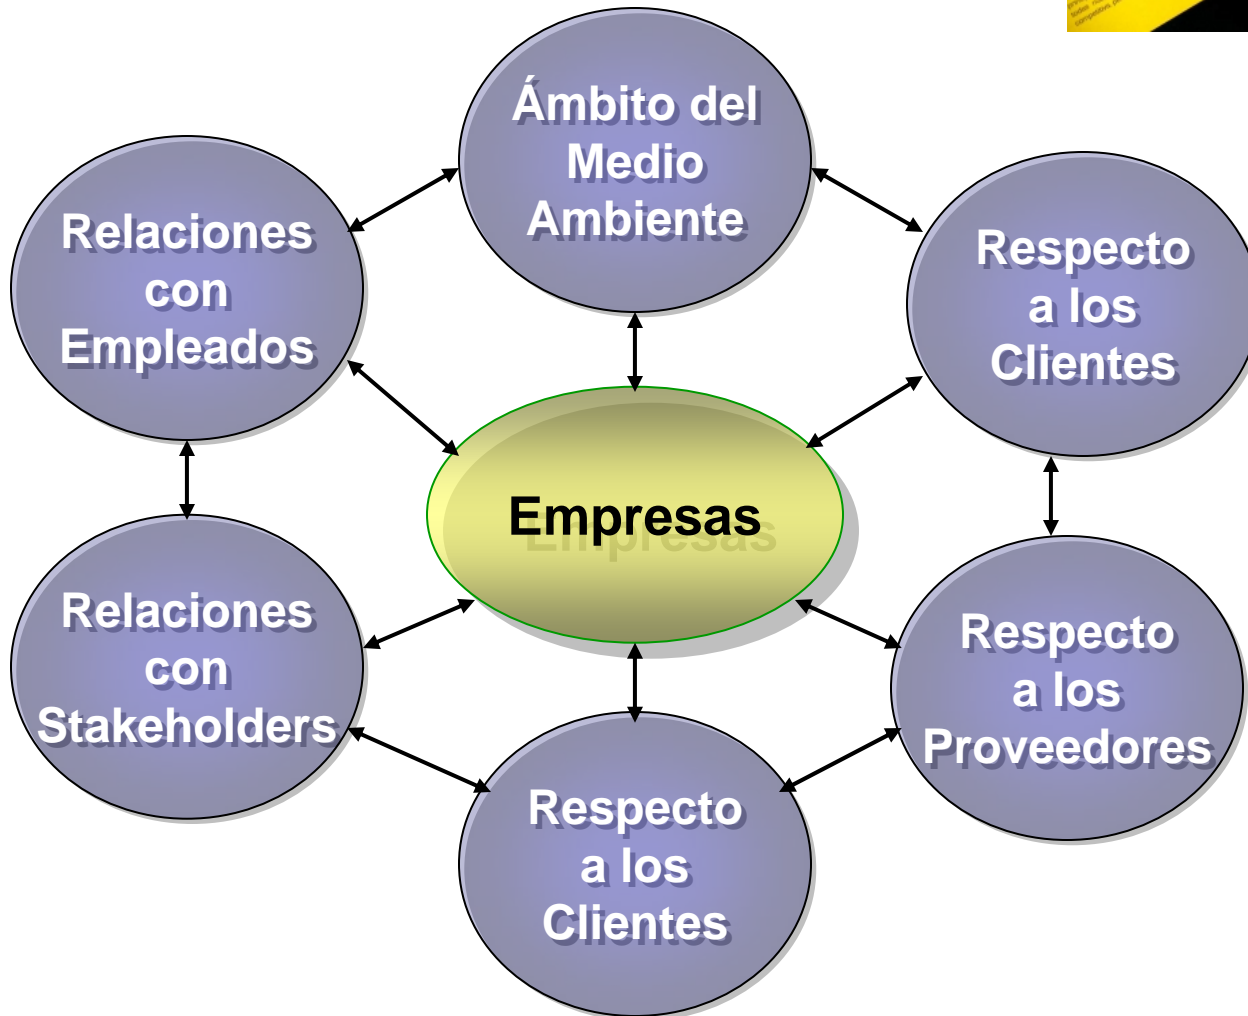 Ámbito del
Medio
Ambiente
Relaciones
con
Empleados
Respecto
a los
Clientes
Empresas
Relaciones
con
Stakeholders
Respecto
a los
Proveedores
Respecto
a los
Clientes